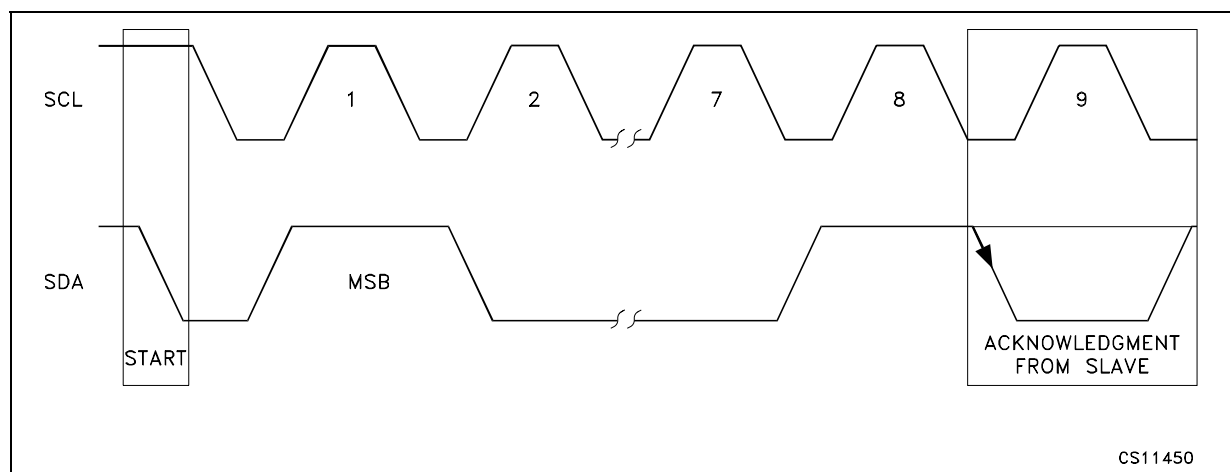 SCL
1
2
7
8
9
SDA
MSB
START
ACKNOWLEDGMENT
FROM SLAVE
CS11450